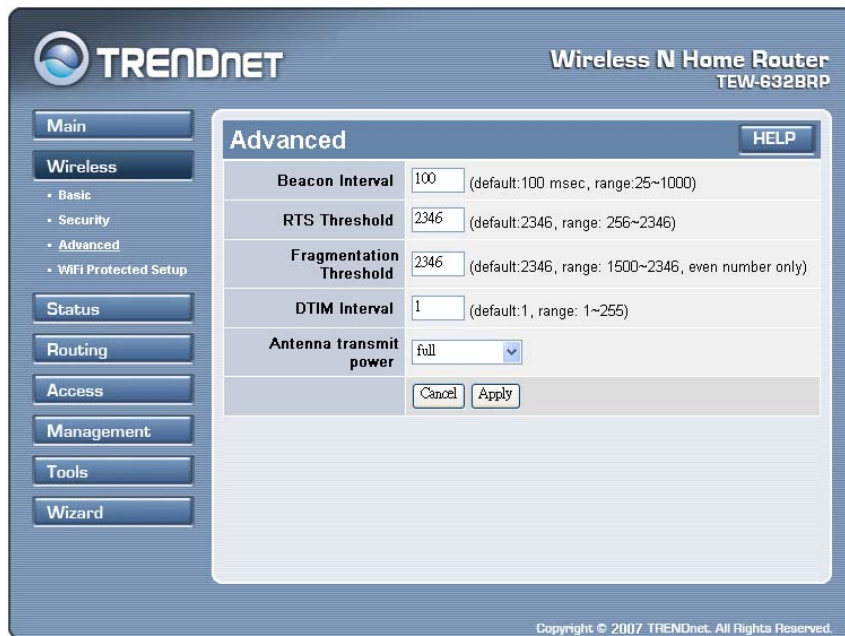 TRENDnet
Wireless N Home Router
TEW-632BRP
Main
Wireless
Basic
Security
Advanced
WiFi Protected Setup
Status
Routing
Access
Management
Tools
Wizard
Advanced
HELP
Beacon Interval 100 (default:100 msec, range:25~1000)
RTS Threshold 2346 (default:2346, range: 256~2346)
Fragmentation
Threshold 2346 (default:2346, range: 1500~2346, even number only)
DTIM Interval 1 (default:1, range: 1~255)
Antenna transmit
power full
Cancel Apply
Copyright © 2007 TRENDnet. All Rights Reserved.